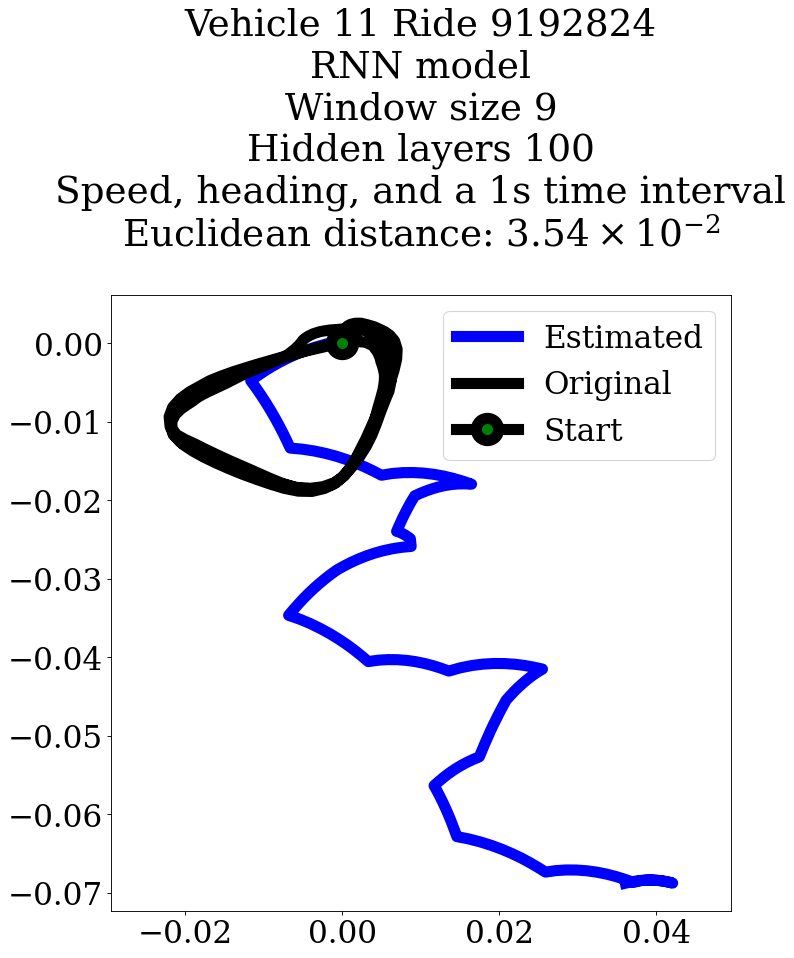 Vehicle 11 Ride 9192824
RNN model
Window size 9
Hidden layers 100
Speed, heading, and a 1s time interval
Euclidean distance: 3.54 × 10⁻²
Estimated
Original
Start
0.00
−0.01
−0.02
−0.03
−0.04
−0.05
−0.06
−0.07
−0.02 0.00 0.02 0.04